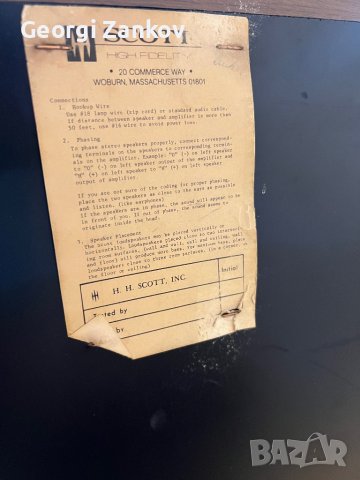 Georgi Zankov
SCOTT
HIGH FIDELITY
• 20 COMMERCE WAY •
WOBURN, MASSACHUSETTS 01801
Connections
1. Hookup Wire
Use #18 lamp wire (zip cord) or standard audio cable.
If distance between speaker and amplifier is more than
50 feet, use #16 wire to avoid power loss.
2. Phasing
To phase stereo speakers properly, connect correspond-
ing terminals on the speakers to corresponding termin-
als on the amplifier. Example: "0" (-) on left speaker
to "0" (-) on left speaker output of the amplifier and
(+) on left speaker to (+) on left speaker
output of amplifier.
If you are not sure of the coding for proper phasing,
place the two speakers as close to the ears as possible
and listen, (like earphones)
If the speakers are in phase, the sound will appear to be
in front of you. If out of phase, the sound seems to
originate inside the head.
3. Speaker Placement
The Scott loudspeakers may be placed vertically or
horizontally. Loudspeakers placed close to two intersect-
ing room surfaces, (wall and wall, wall and ceiling, wall
and floor) will produce more bass. For maximum bass, place
loudspeakers close to three room surfaces, (in a corner, on
the floor or ceiling)
H. H. SCOTT, INC.
Initial
Tested by
by
BAZAR.bg